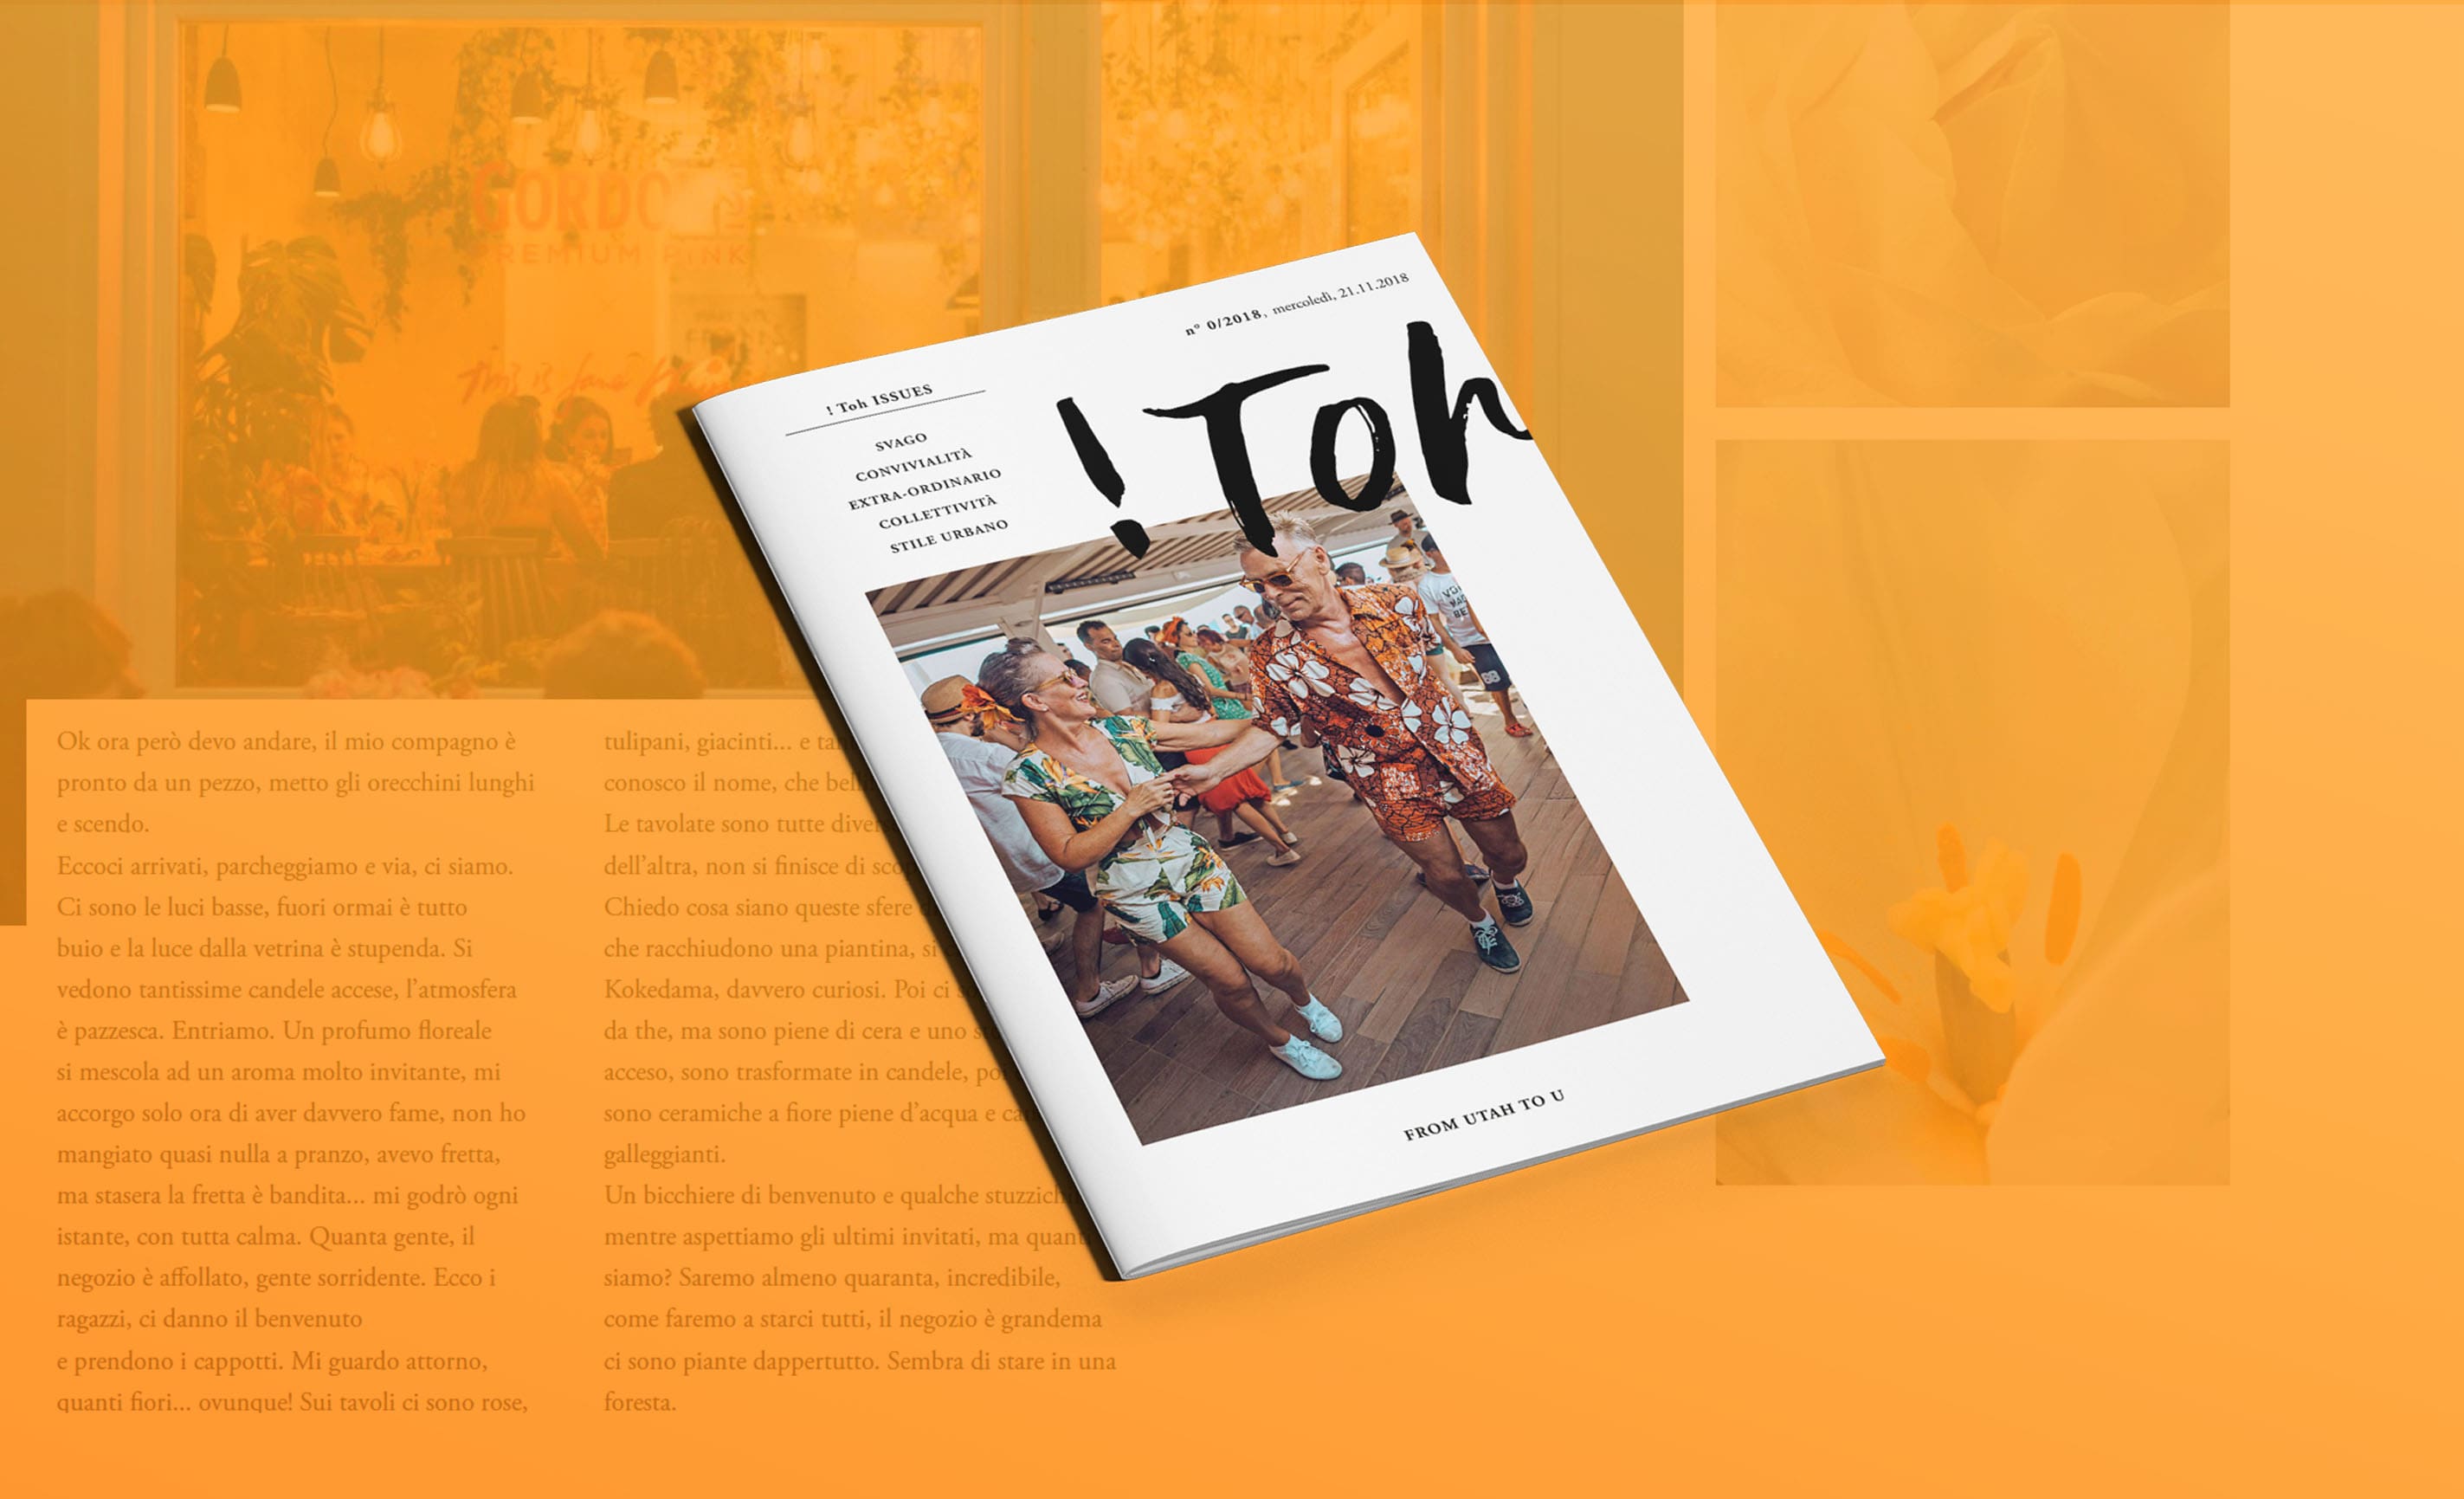 GORDO
PREMIUM PINK
this is
n° 0/2018, mercoledì, 21.11.2018
! Toh
! Toh ISSUES
SVAGO
CONVIVIALITÀ
EXTRA-ORDINARIO
COLLETTIVITÀ
STILE URBANO
88
FROM UTAH TO U
Ok ora però devo andare, il mio compagno è
pronto da un pezzo, metto gli orecchini lunghi
e scendo.
Eccoci arrivati, parcheggiamo e via, ci siamo.
Ci sono le luci basse, fuori ormai è tutto
buio e la luce dalla vetrina è stupenda. Si
vedono tantissime candele accese, l’atmosfera
è pazzesca. Entriamo. Un profumo floreale
si mescola ad un aroma molto invitante, mi
accorgo solo ora di aver davvero fame, non ho
mangiato quasi nulla a pranzo, avevo fretta,
ma stasera la fretta è bandita... mi godrò ogni
istante, con tutta calma. Quanta gente, il
negozio è affollato, gente sorridente. Ecco i
ragazzi, ci danno il benvenuto
e prendono i cappotti. Mi guardo attorno,
quanti fiori... ovunque! Sui tavoli ci sono rose,
tulipani, giacinti... e
conosco il nome, che
Le tavolate sono tutte
dell’altra, non si finisce di
Chiedo cosa siano queste sfere
che racchiudono una piantina, si
Kokedama, davvero curiosi. Poi ci
da the, ma sono piene di cera e uno
acceso, sono trasformate in candele,
sono ceramiche a fiore piene d’acqua e
galleggianti.
Un bicchiere di benvenuto e qualche
mentre aspettiamo gli ultimi invitati, ma
siamo? Saremo almeno quaranta, incredibile,
come faremo a starci tutti, il negozio è grandema
ci sono piante dappertutto. Sembra di stare in una
foresta.